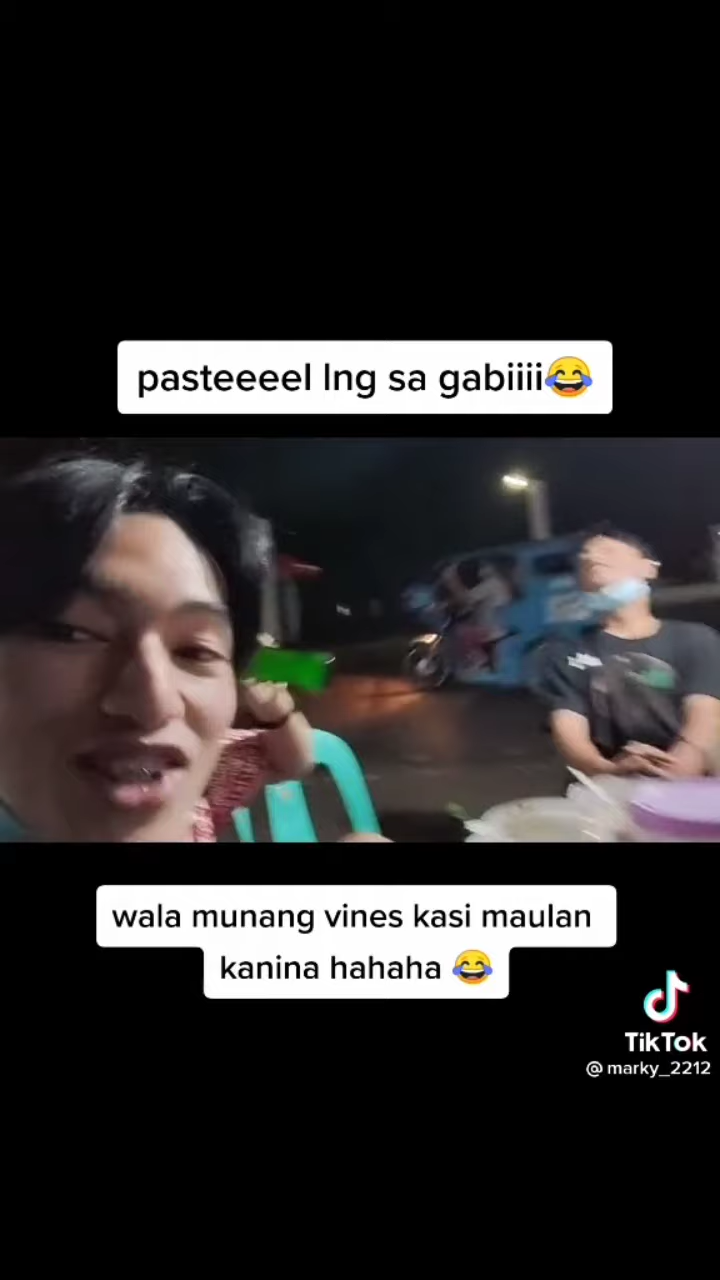 pasteeeel lng sa gabiiii😂
wala munang vines kasi maulan
kanina hahaha 😂
TikTok
@marky_2212